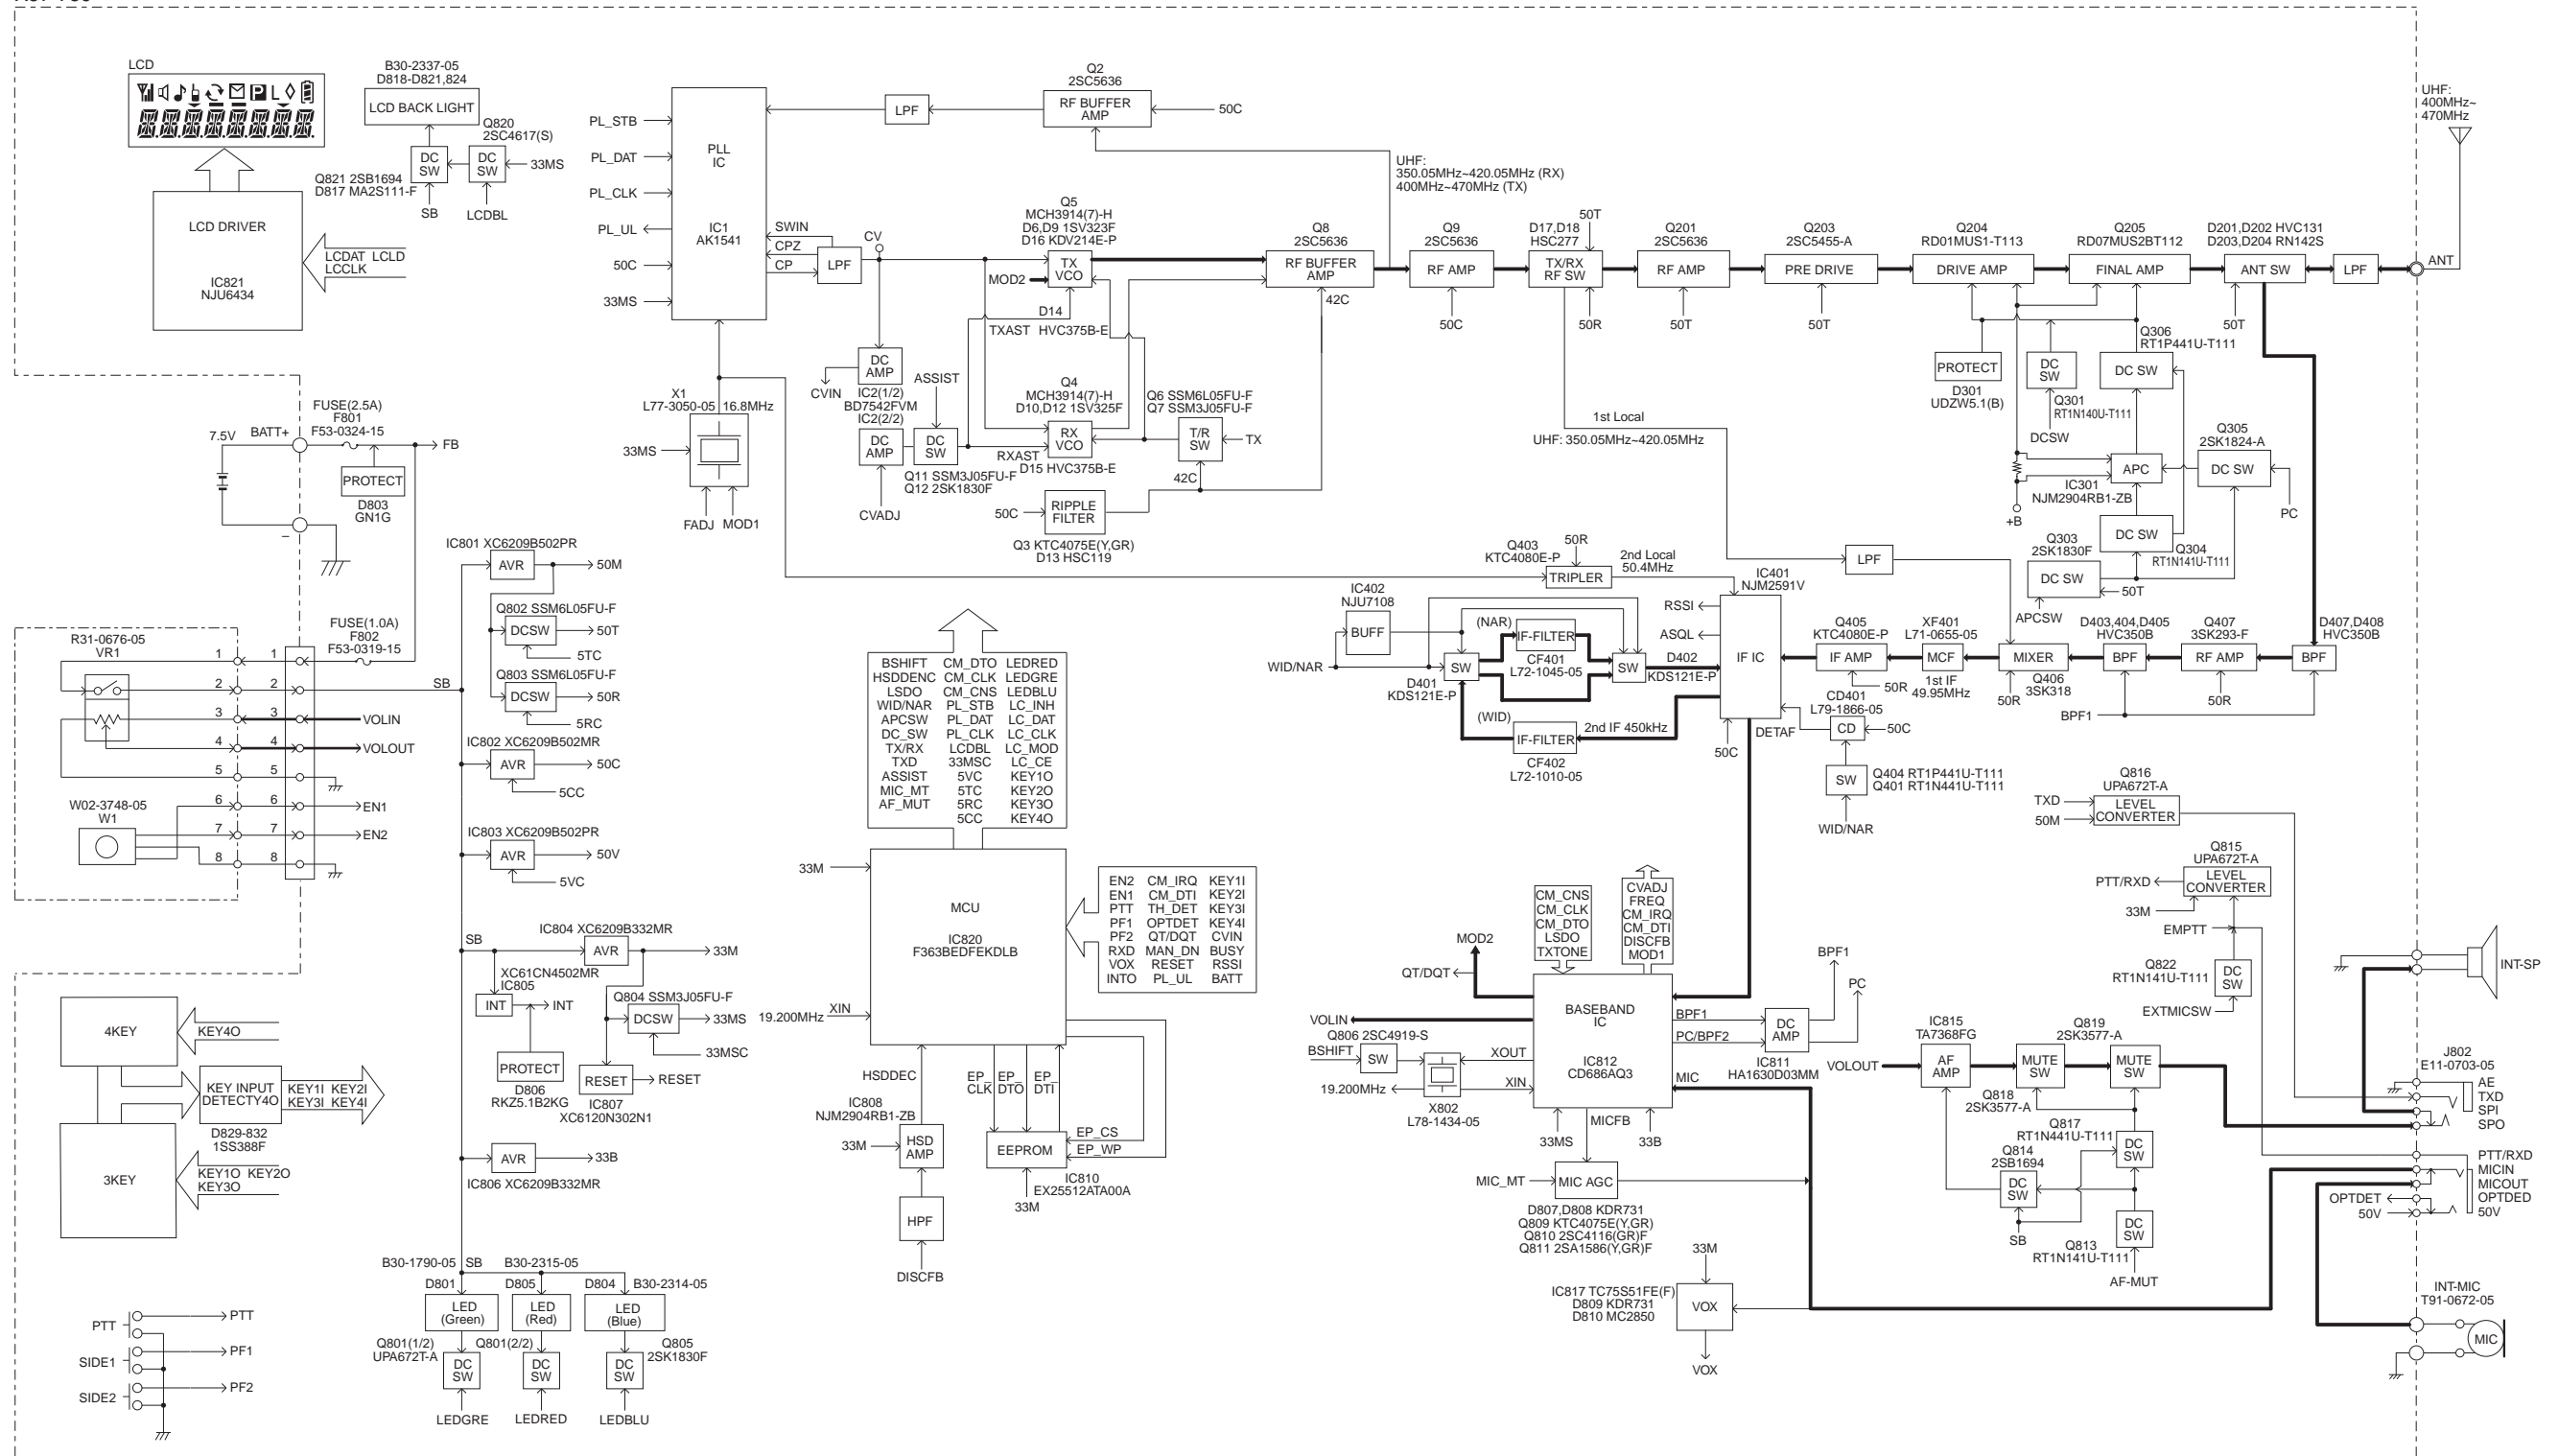 LCD
B30-2337-05
D818-D821,824
LCD BACK LIGHT
Q820
2SC4617(S)
DC
SW
DC
SW
33MS
Q821 2SB1694
D817 MA2S111-F
SB
LCDBL
LCD DRIVER
IC821
NJU6434
LCDAT LCLD
LCCLK
PL_STB
PL_DAT
PL_CLK
PL_UL
50C
33MS
PLL
IC
IC1
AK1541
SWIN
CPZ
CP
LPF
CV
LPF
Q2
2SC5636
RF BUFFER
AMP
50C
UHF:
350.05MHz~420.05MHz (RX)
400MHz~470MHz (TX)
Q5
MCH3914(7)-H
D6,D9 1SV323F
D16 KDV214E-P
TX
VCO
MOD2
D14
TXAST HVC375B-E
Q8
2SC5636
RF BUFFER
AMP
42C
Q9
2SC5636
RF AMP
50C
D17,D18
HSC277
50T
TX/RX
RF SW
50R
Q201
2SC5636
RF AMP
50T
Q203
2SC5455-A
PRE DRIVE
50T
Q204
RD01MUS1-T113
DRIVE AMP
Q205
RD07MUS2BT112
FINAL AMP
D201,D202 HVC131
D203,D204 RN142S
ANT SW
50T
LPF
ANT
UHF:
400MHz~
470MHz
X1
L77-3050-05 16.8MHz
33MS
FADJ
MOD1
DC
AMP
CVIN
IC2(1/2)
BD7542FVM
IC2(2/2)
DC
AMP
CVADJ
ASSIST
DC
SW
Q11 SSM3J05FU-F
Q12 2SK1830F
Q4
MCH3914(7)-H
D10,D12 1SV325F
RX
VCO
RXAST
D15 HVC375B-E
Q6 SSM6L05FU-F
Q7 SSM3J05FU-F
T/R
SW
TX
42C
50C
RIPPLE
FILTER
Q3 KTC4075E(Y,GR)
D13 HSC119
1st Local
UHF: 350.05MHz~420.05MHz
PROTECT
D301
UDZW5.1(B)
DC
SW
Q301
RT1N140U-T111
DCSW
Q306
RT1P441U-T111
DC SW
Q305
2SK1824-A
DC SW
PC
APC
IC301
NJM2904RB1-ZB
+B
DC SW
Q304
RT1N141U-T111
Q303
2SK1830F
DC SW
50T
APCSW
7.5V
BATT+
–
FUSE(2.5A)
F801
F53-0324-15
FB
PROTECT
D803
GN1G
FUSE(1.0A)
F802
F53-0319-15
R31-0676-05
VR1
1 1
2 2
3 3
4 4
5 5
6 6
7 7
8 8
SB
VOLIN
VOLOUT
EN1
EN2
W02-3748-05
W1
IC801 XC6209B502PR
AVR
50M
Q802 SSM6L05FU-F
DCSW
50T
5TC
Q803 SSM6L05FU-F
DCSW
50R
5RC
IC802 XC6209B502MR
AVR
50C
5CC
IC803 XC6209B502PR
AVR
50V
5VC
SB
IC804 XC6209B332MR
AVR
33M
XC61CN4502MR
IC805
INT
INT
Q804 SSM3J05FU-F
DCSW
33MS
33MSC
PROTECT
D806
RKZ5.1B2KG
RESET
RESET
IC807
XC6120N302N1
AVR
33B
IC806 XC6209B332MR
BSHIFT CM_DTO LEDRED
HSDDENC CM_CLK LEDGRE
LSDO CM_CNS LEDBLU
WID/NAR PL_STB LC_INH
APCSW PL_DAT LC_DAT
DC_SW PL_CLK LC_CLK
TX/RX LCDBL LC_MOD
TXD 33MSC LC_CE
ASSIST 5VC KEY1O
MIC_MT 5TC KEY2O
AF_MUT 5RC KEY3O
5CC KEY4O
33M
MCU
IC820
F363BEDFEKDLB
19.200MHz
XIN
EN2 CM_IRQ KEY1I
EN1 CM_DTI KEY2I
PTT TH_DET KEY3I
PF1 OPTDET KEY4I
PF2 QT/DQT CVIN
RXD MAN_DN BUSY
VOX RESET RSSI
INTO PL_UL BATT
HSDDEC
EP_
CLK
EP_
DTO
EP_
DTI
IC808
NJM2904RB1-ZB
33M
HSD
AMP
HPF
DISCFB
EEPROM
EP_CS
EP_WP
IC810
EX25512ATA00A
33M
Q403
KTC4080E-P
50R
TRIPLER
2nd Local
50.4MHz
IC402
NJU7108
BUFF
WID/NAR
SW
D401
KDS121E-P
(NAR)
IF-FILTER
CF401
L72-1045-05
SW
D402
KDS121E-P
(WID)
IF-FILTER
2nd IF 450kHz
CF402
L72-1010-05
IC401
NJM2591V
RSSI
ASQL
IF IC
50C
DETAF
Q405
KTC4080E-P
IF AMP
50R
XF401
L71-0655-05
MCF
1st IF
49.95MHz
LPF
MIXER
Q406
3SK318
50R
D403,404,D405
HVC350B
BPF
BPF1
Q407
3SK293-F
RF AMP
50R
D407,D408
HVC350B
BPF
CD401
L79-1866-05
CD
50C
SW
Q404 RT1P441U-T111
Q401 RT1N441U-T111
WID/NAR
Q816
UPA672T-A
TXD
50M
LEVEL
CONVERTER
Q815
UPA672T-A
PTT/RXD
LEVEL
CONVERTER
33M
EMPTT
Q822
RT1N141U-T111
DC
SW
EXTMICSW
CM_CNS
CM_CLK
CM_DTO
LSDO
TXTONE
CVADJ
FREQ
CM_IRQ
CM_DTI
DISCFB
MOD1
MOD2
QT/DQT
VOLIN
BASEBAND
IC
IC812
CD686AQ3
BPF1
PC/BPF2
MIC
DC
AMP
BPF1
PC
IC811
HA1630D03MM
Q806 2SC4919-S
BSHIFT
SW
XOUT
XIN
19.200MHz
X802
L78-1434-05
33MS
MICFB
33B
MIC_MT
MIC AGC
D807,D808 KDR731
Q809 KTC4075E(Y,GR)
Q810 2SC4116(GR)F
Q811 2SA1586(Y,GR)F
33M
IC817 TC75S51FE(F)
D809 KDR731
D810 MC2850
VOX
VOX
VOLOUT
IC815
TA7368FG
AF
AMP
MUTE
SW
Q818
2SK3577-A
Q819
2SK3577-A
MUTE
SW
Q817
RT1N441U-T111
DC
SW
Q814
2SB1694
DC
SW
SB
DC
SW
Q813
RT1N141U-T111
AF-MUT
INT-SP
J802
E11-0703-05
AE
TXD
SPI
SPO
PTT/RXD
MICIN
MICOUT
OPTDED
50V
OPTDET
50V
INT-MIC
T91-0672-05
MIC
4KEY
KEY4O
KEY INPUT
DETECTY4O
KEY1I KEY2I
KEY3I KEY4I
D829-832
1SS388F
3KEY
KEY1O KEY2O
KEY3O
B30-1790-05 SB B30-2315-05
D801 D805 D804 B30-2314-05
LED
(Green)
LED
(Red)
LED
(Blue)
Q801(1/2)
UPA672T-A
Q801(2/2)
Q805
2SK1830F
DC
SW
DC
SW
DC
SW
LEDGRE
LEDRED
LEDBLU
PTT
PTT
SIDE1
PF1
SIDE2
PF2